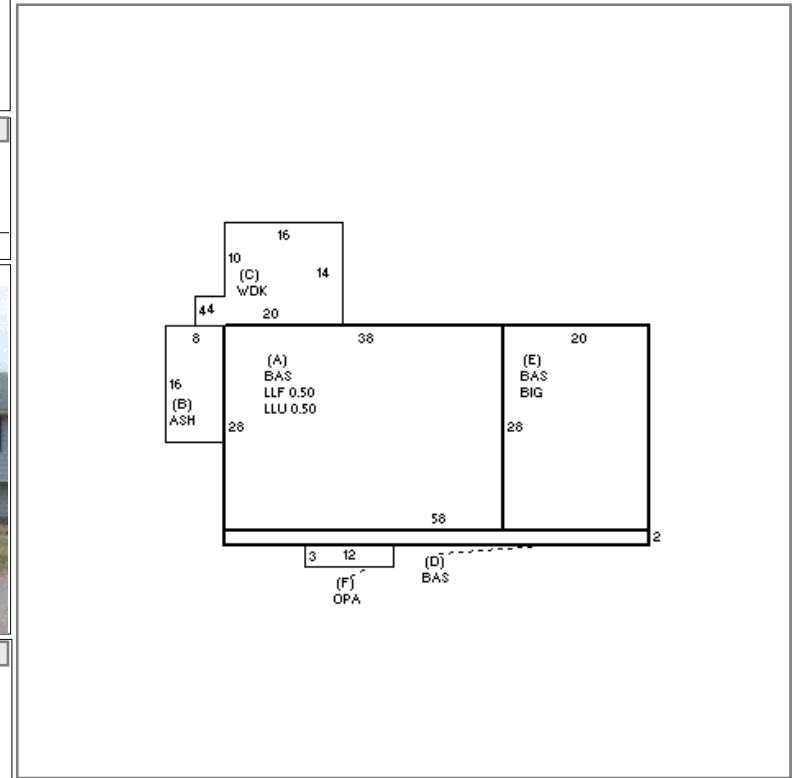 16
10
(C)
14
WDK
44
20
8
38
20
(A)
BAS
LLF 0.50
LLU 0.50
(E)
BAS
BIG
16
(B)
ASH
28
28
58
2
3 12
(D)
BAS
(F)
OPA